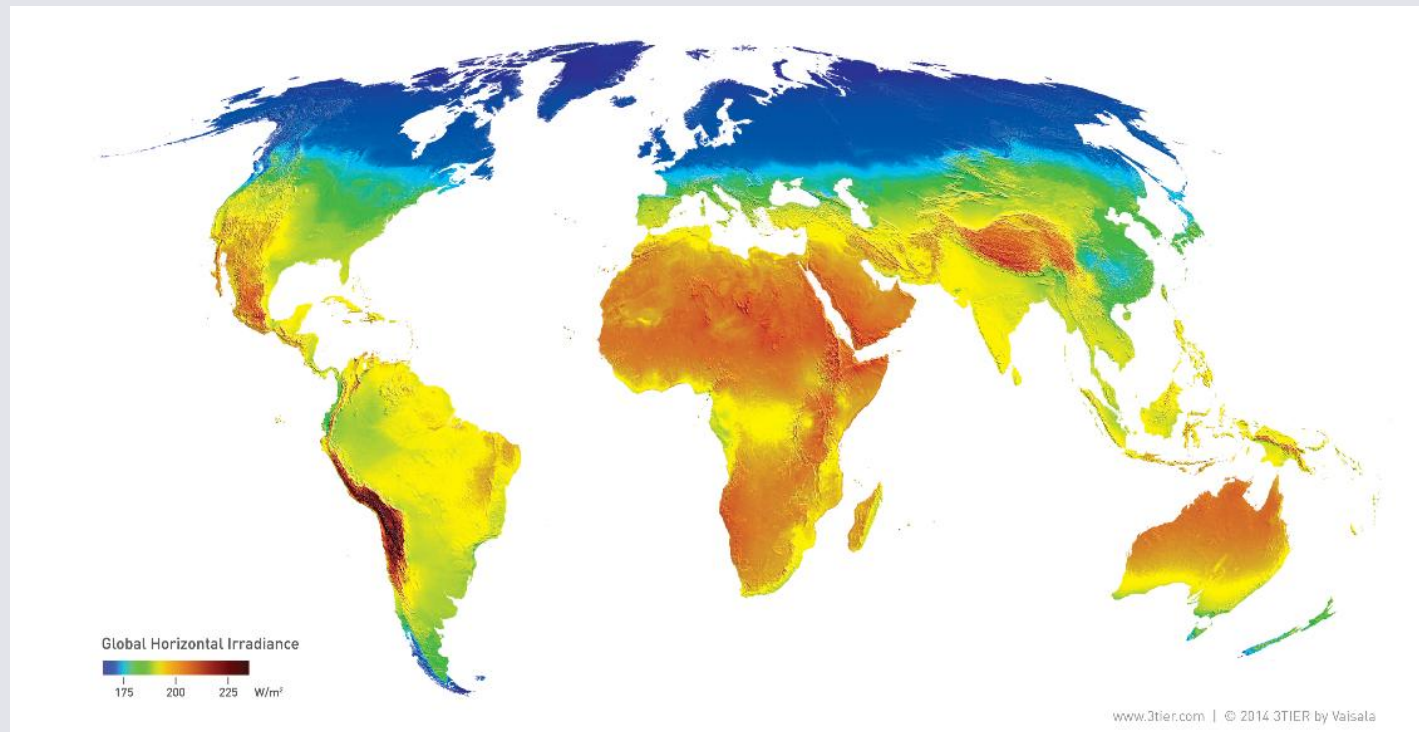 Global Horizontal Irradiance
175 200 225 W/m²
www.3tier.com | © 2014 3TIER by Vaisala